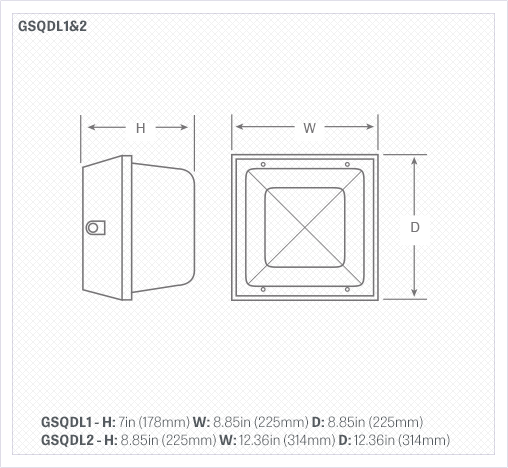 GSQDL1&2
H
W
D
GSQDL1 - H: 7in (178mm) W: 8.85in (225mm) D: 8.85in (225mm)
GSQDL2 - H: 8.85in (225mm) W: 12.36in (314mm) D: 12.36in (314mm)